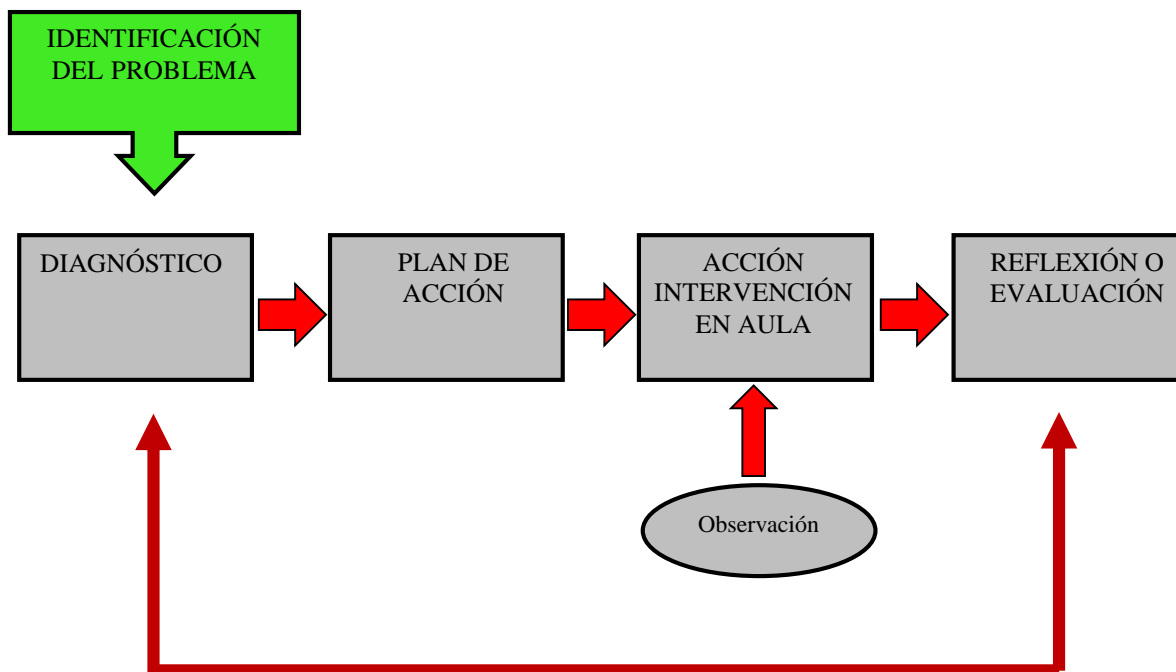 IDENTIFICACIÓN
DEL PROBLEMA
DIAGNÓSTICO
PLAN DE
ACCIÓN
ACCIÓN
INTERVENCIÓN
EN AULA
REFLEXIÓN O
EVALUACIÓN
Observación